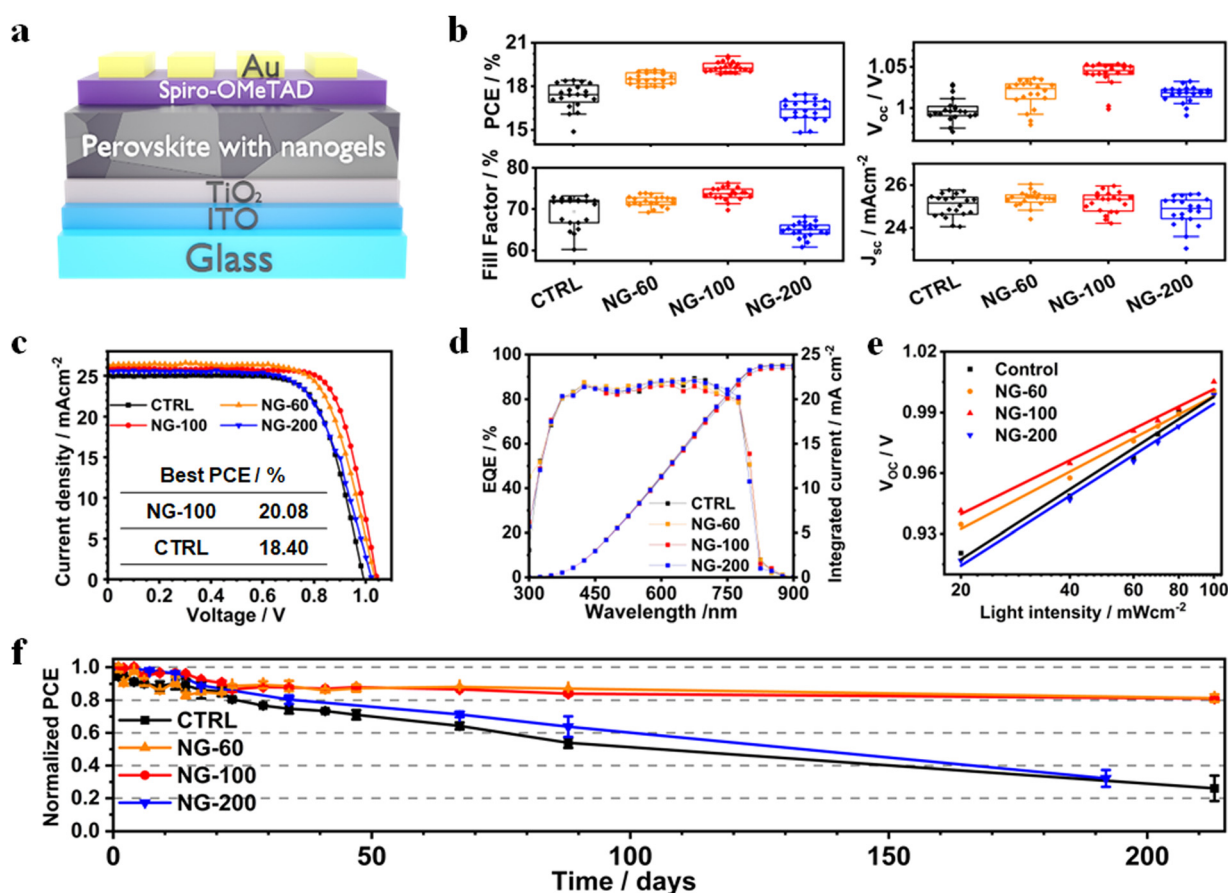 a
Au
Spiro-OMeTAD
Perovskite with nanogels
TiO₂
ITO
Glass
b
PCE / %
21
18
15
Fill Factor / %
80
70
60
CTRL
NG-60
NG-100
NG-200
Voc / V
1.05
1
Jsc / mAcm⁻²
26
24
CTRL
NG-60
NG-100
NG-200
c
Current density / mAcm⁻²
25
20
15
10
5
0
CTRL
NG-60
NG-100
NG-200
Best PCE / %
NG-100 20.08
CTRL 18.40
0.0 0.2 0.4 0.6 0.8 1.0
Voltage / V
d
EQE / %
100
80
60
40
20
0
CTRL
NG-60
NG-100
NG-200
25
20
15
10
5
0
Integrated current / mA cm⁻²
300 450 600 750 900
Wavelength /nm
e
VOC / V
1.02
0.99
0.96
0.93
Control
NG-60
NG-100
NG-200
20 40 60 80 100
Light intensity / mWcm⁻²
f
Normalized PCE
1.0
0.8
0.6
0.4
0.2
0.0
CTRL
NG-60
NG-100
NG-200
0 50 100 150 200
Time / days